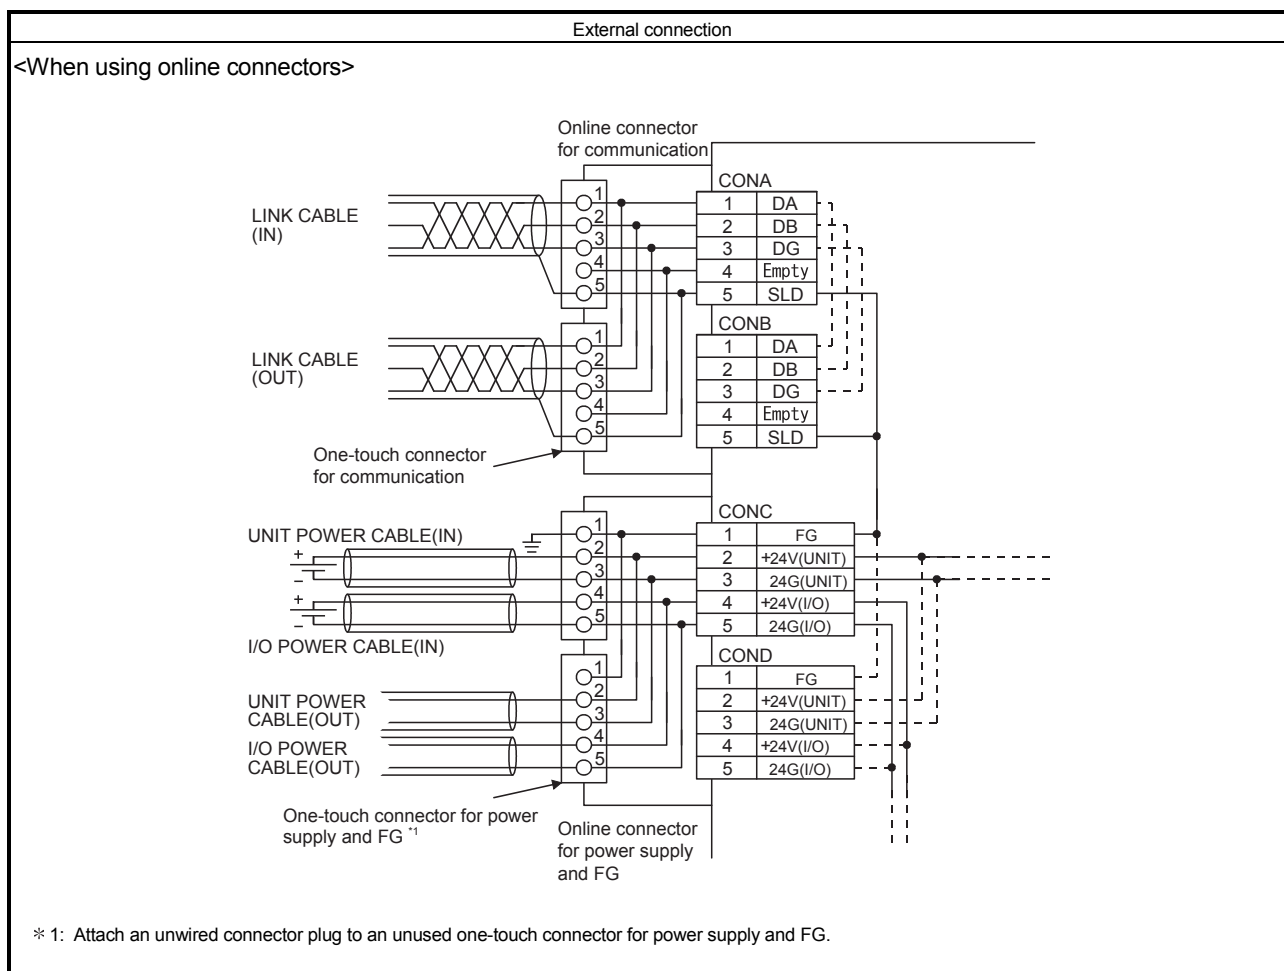 External connection
<When using online connectors>
Online connector
for communication
LINK CABLE
(IN)
1
2
3
4
5
CONA
1 DA
2 DB
3 DG
4 Empty
5 SLD
LINK CABLE
(OUT)
1
2
3
4
5
CONB
1 DA
2 DB
3 DG
4 Empty
5 SLD
One-touch connector
for communication
UNIT POWER CABLE(IN)
+
−
+
−
I/O POWER CABLE(IN)
1
2
3
4
5
CONC
1 FG
2 +24V(UNIT)
3 24G(UNIT)
4 +24V(I/O)
5 24G(I/O)
UNIT POWER
CABLE(OUT)
I/O POWER
CABLE(OUT)
1
2
3
4
5
COND
1 FG
2 +24V(UNIT)
3 24G(UNIT)
4 +24V(I/O)
5 24G(I/O)
One-touch connector for power
supply and FG *1
Online connector
for power supply
and FG
＊1: Attach an unwired connector plug to an unused one-touch connector for power supply and FG.